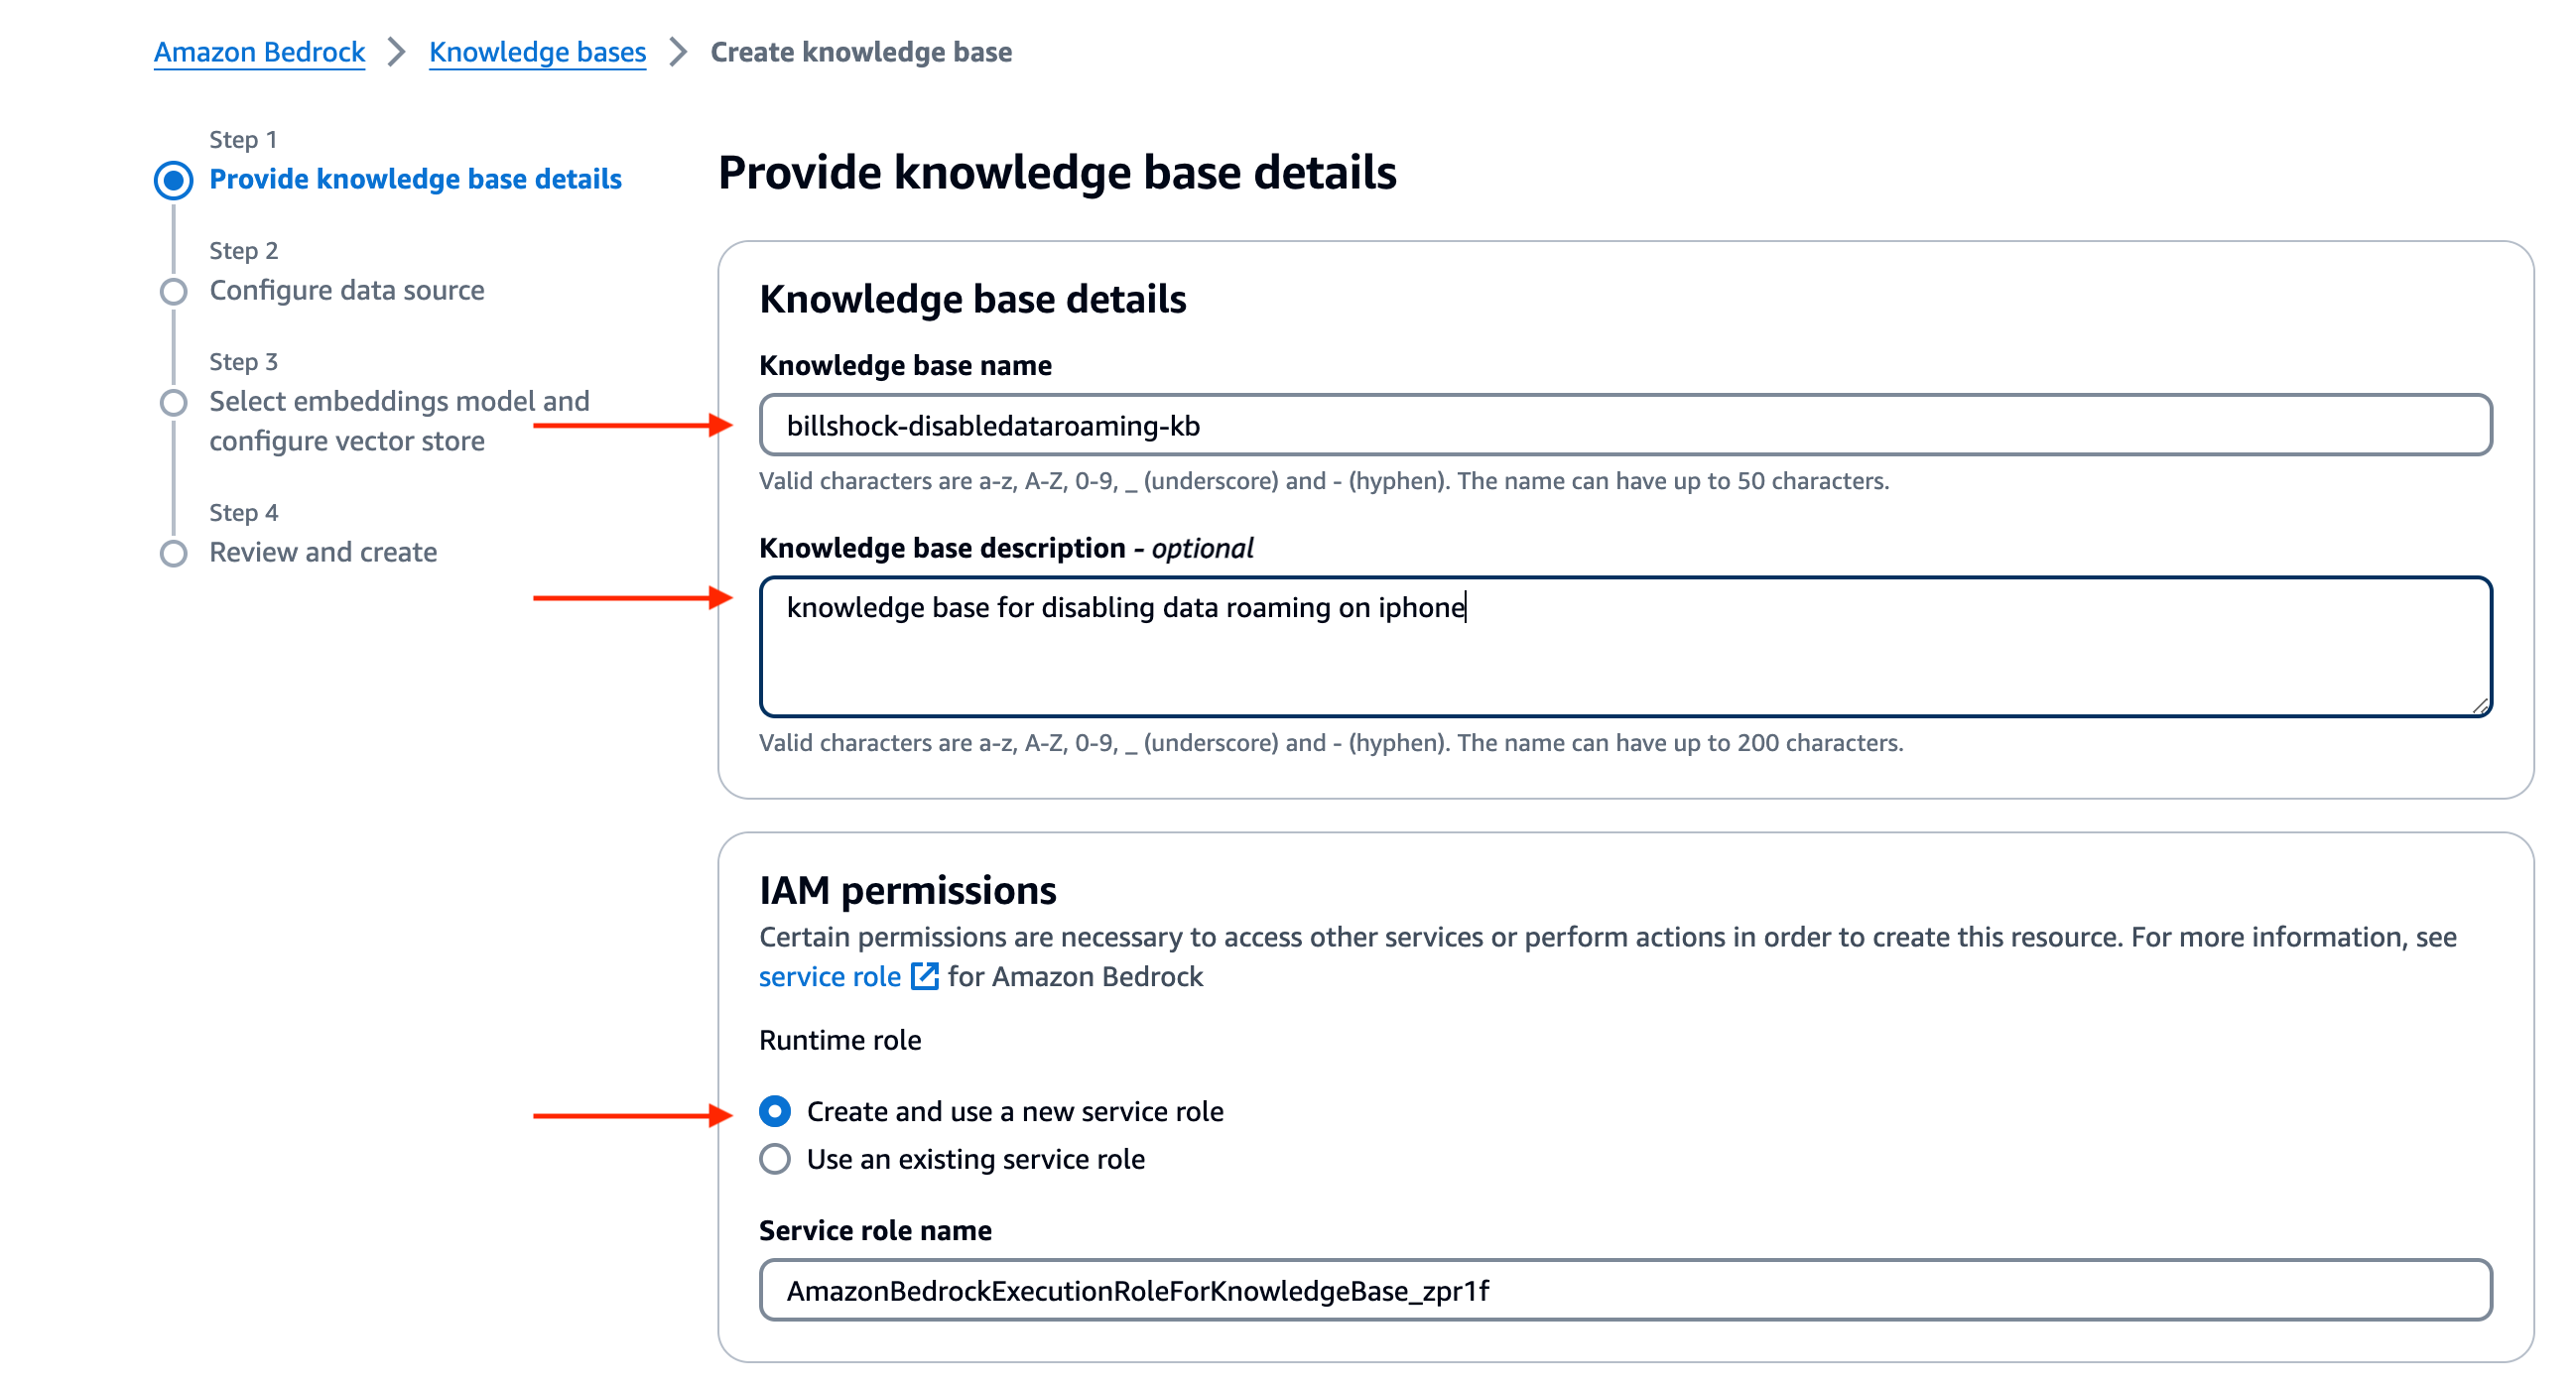 Amazon Bedrock > Knowledge bases > Create knowledge base
Step 1
Provide knowledge base details
Step 2
Configure data source
Step 3
Select embeddings model and
configure vector store
Step 4
Review and create
Provide knowledge base details
Knowledge base details
Knowledge base name
billshock-disabledataroaming-kb
Valid characters are a-z, A-Z, 0-9, _ (underscore) and - (hyphen). The name can have up to 50 characters.
Knowledge base description - optional
knowledge base for disabling data roaming on iphone
Valid characters are a-z, A-Z, 0-9, _ (underscore) and - (hyphen). The name can have up to 200 characters.
IAM permissions
Certain permissions are necessary to access other services or perform actions in order to create this resource. For more information, see
service role for Amazon Bedrock
Runtime role
Create and use a new service role
Use an existing service role
Service role name
AmazonBedrockExecutionRoleForKnowledgeBase_zpr1f